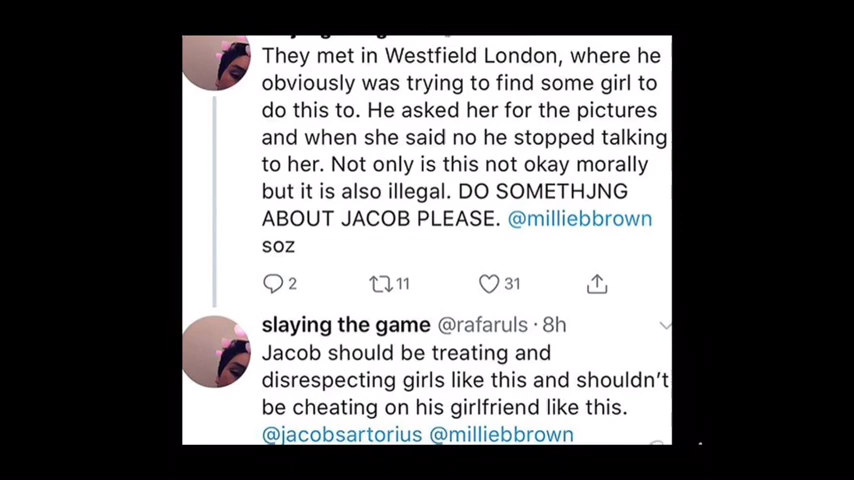 They met in Westfield London, where he
obviously was trying to find some girl to
do this to. He asked her for the pictures
and when she said no he stopped talking
to her. Not only is this not okay morally
but it is also illegal. DO SOMETHJNG
ABOUT JACOB PLEASE. @milliebbrown
soz
2 11 31
slaying the game @rafaruls · 8h
Jacob should be treating and
disrespecting girls like this and shouldn't
be cheating on his girlfriend like this.
@jacobsartorius @milliebbrown